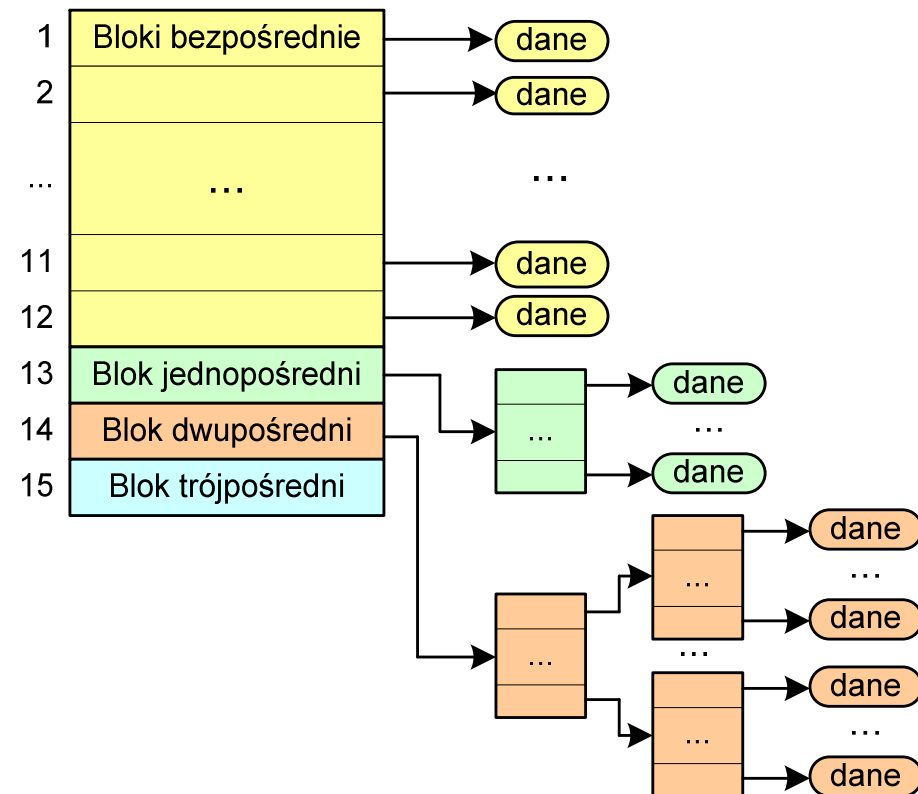 1 Bloki bezpośrednie dane
2 dane
... ... ...
11 dane
12 dane
13 Blok jednopośredni dane
... ...
dane
14 Blok dwupośredni
15 Blok trójpośredni
dane
... ...
dane
...
... 
dane
... ...
dane